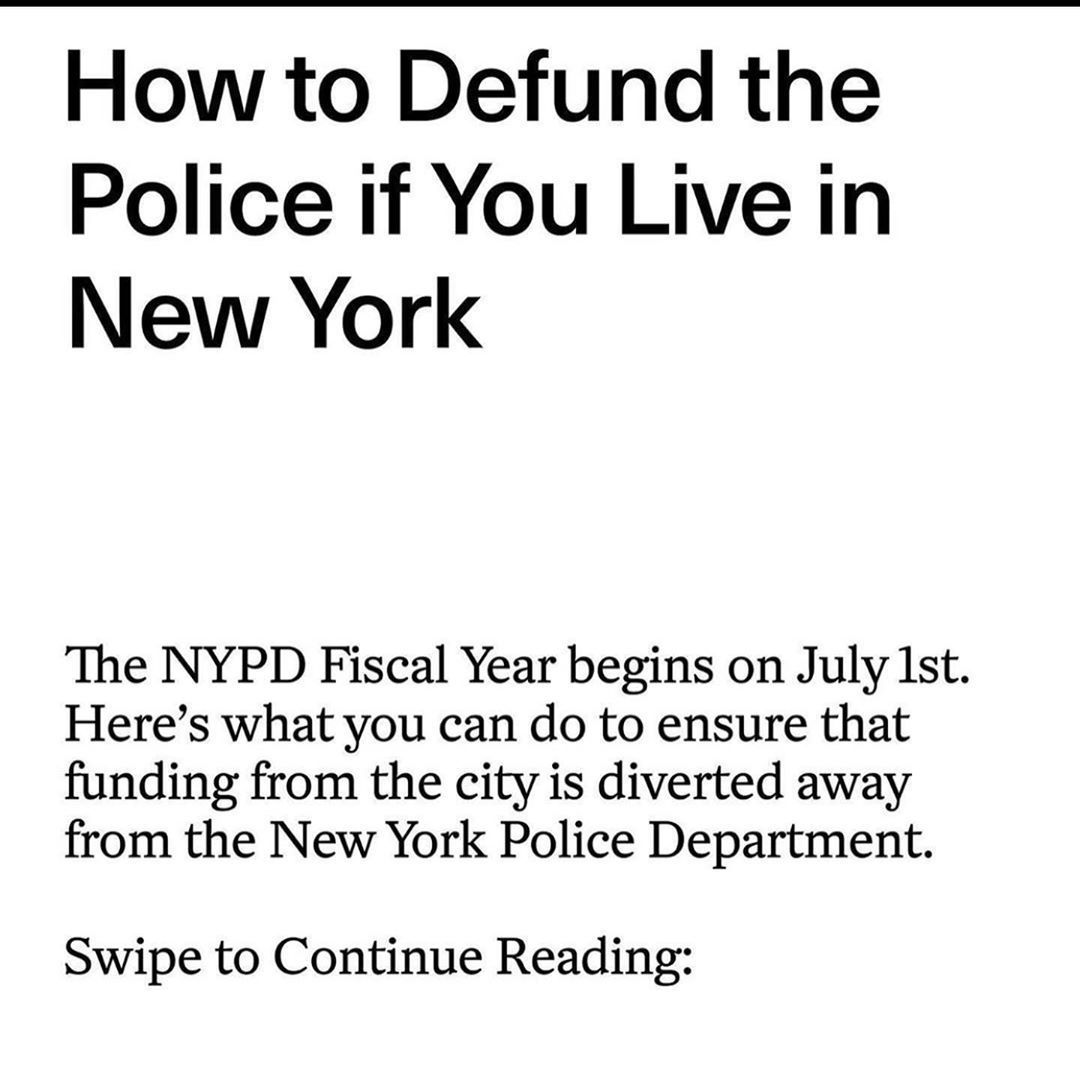 How to Defund the
Police if You Live in
New York
The NYPD Fiscal Year begins on July 1st.
Here’s what you can do to ensure that
funding from the city is diverted away
from the New York Police Department.
Swipe to Continue Reading: